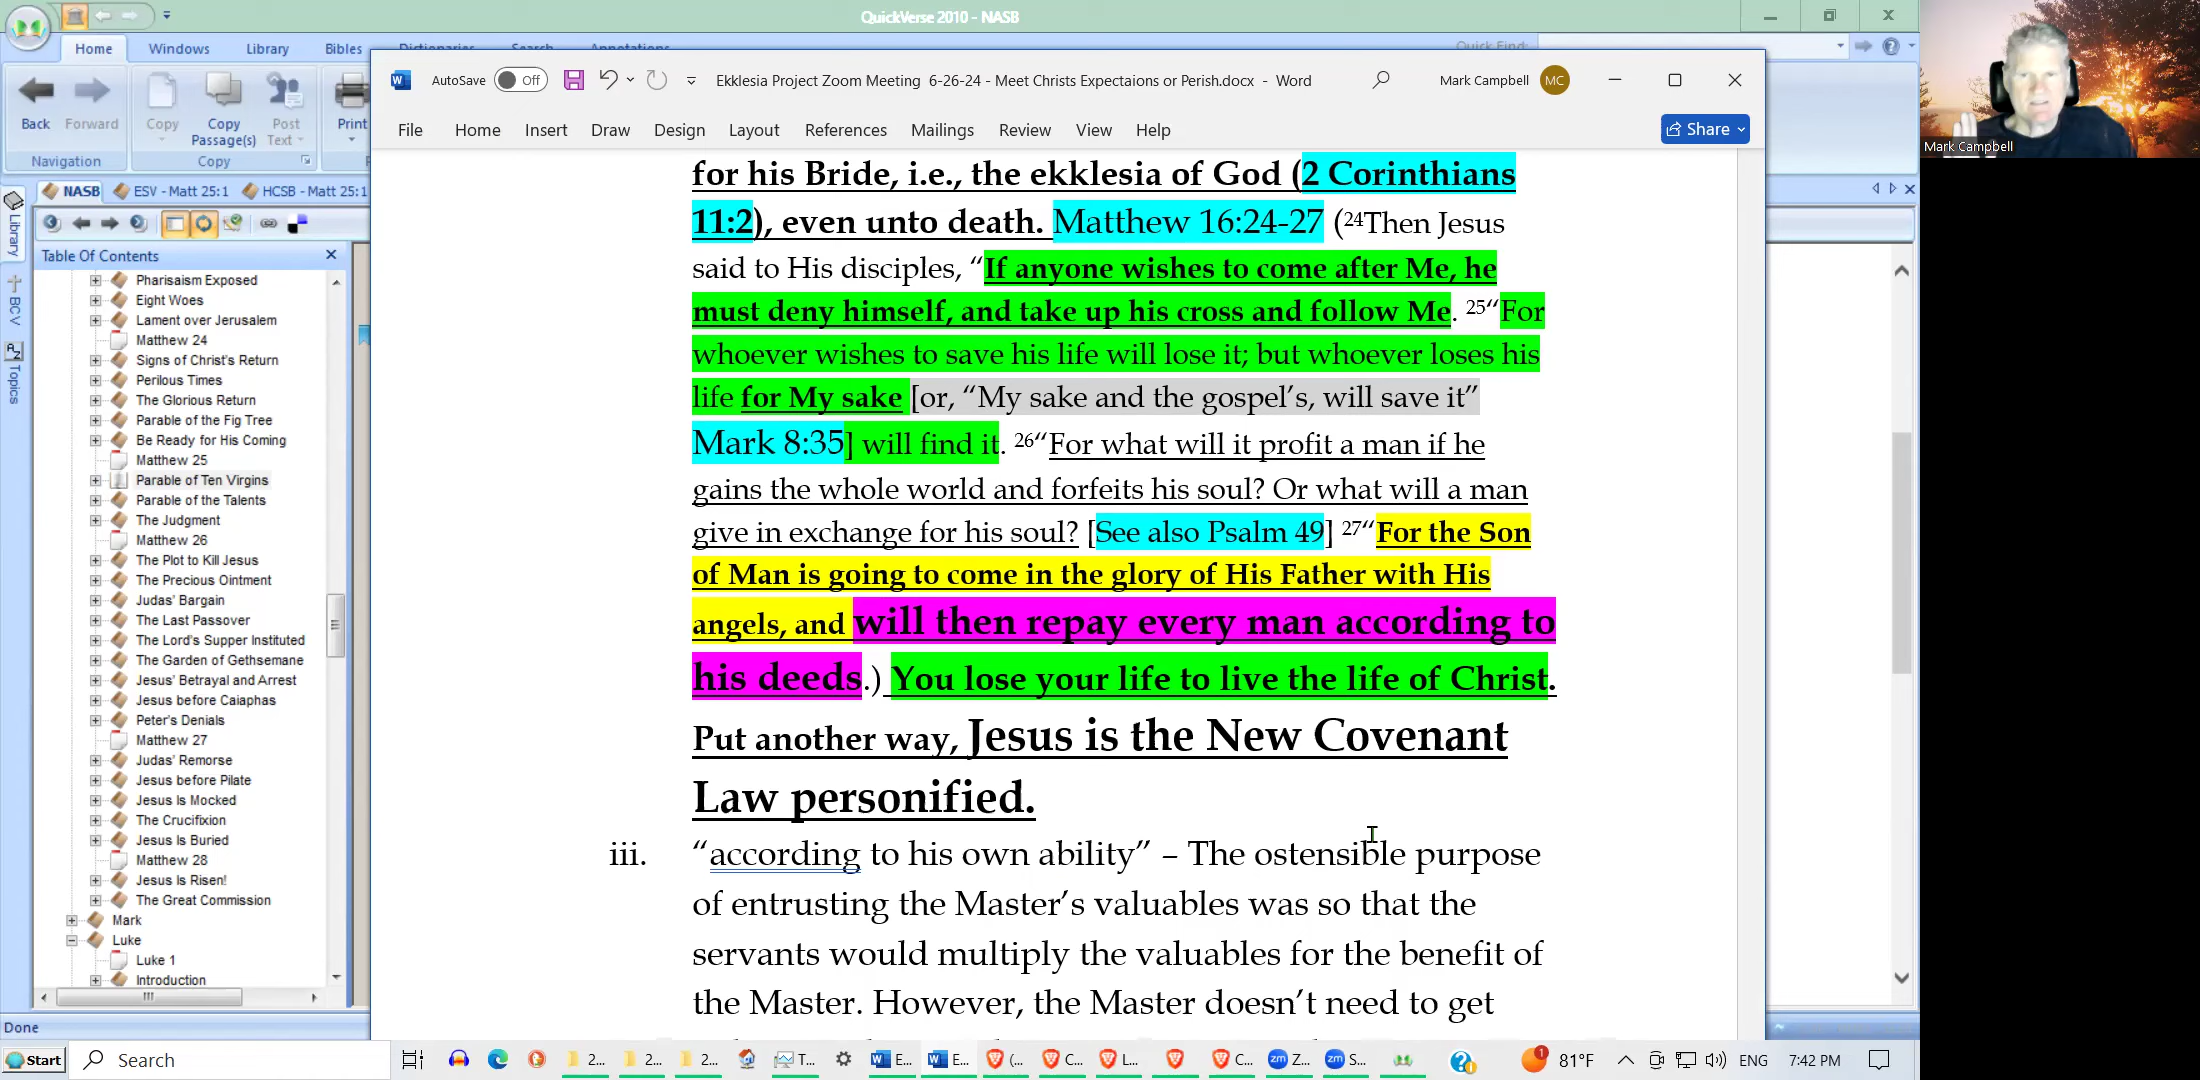 QuickVerse 2010 - NASB
Home Windows Library Bibles Dictionaries Search Annotations Quick Find:
Back Forward Copy Copy Passage(s) Post Text Print
Navigation Copy
NASB ESV - Matt 25:1 HCSB - Matt 25:1
Library
BCV
Topics
Table Of Contents
Pharisaism Exposed
Eight Woes
Lament over Jerusalem
Matthew 24
Signs of Christ's Return
Perilous Times
The Glorious Return
Parable of the Fig Tree
Be Ready for His Coming
Matthew 25
Parable of Ten Virgins
Parable of the Talents
The Judgment
Matthew 26
The Plot to Kill Jesus
The Precious Ointment
Judas' Bargain
The Last Passover
The Lord's Supper Instituted
The Garden of Gethsemane
Jesus' Betrayal and Arrest
Jesus before Caiaphas
Peter's Denials
Matthew 27
Judas' Remorse
Jesus before Pilate
Jesus Is Mocked
The Crucifixion
Jesus Is Buried
Matthew 28
Jesus Is Risen!
The Great Commission
Mark
Luke
Luke 1
Introduction
Done
AutoSave Off Ekklesia Project Zoom Meeting 6-26-24 - Meet Christs Expectaions or Perish.docx - Word Mark Campbell MC
File Home Insert Draw Design Layout References Mailings Review View Help Share
for his Bride, i.e., the ekklesia of God (2 Corinthians
11:2), even unto death. Matthew 16:24-27 (24Then Jesus
said to His disciples, “If anyone wishes to come after Me, he
must deny himself, and take up his cross and follow Me. 25“For
whoever wishes to save his life will lose it; but whoever loses his
life for My sake [or, “My sake and the gospel’s, will save it”
Mark 8:35] will find it. 26“For what will it profit a man if he
gains the whole world and forfeits his soul? Or what will a man
give in exchange for his soul? [See also Psalm 49] 27“For the Son
of Man is going to come in the glory of His Father with His
angels, and will then repay every man according to
his deeds.) You lose your life to live the life of Christ.
Put another way, Jesus is the New Covenant
Law personified.
iii. “according to his own ability” – The ostensible purpose
of entrusting the Master’s valuables was so that the
servants would multiply the valuables for the benefit of
the Master. However, the Master doesn’t need to get
Mark Campbell
Start Search 2... 2... 2... T... E... E... (... C... L... C... Z... S... 1 81°F ENG 7:42 PM